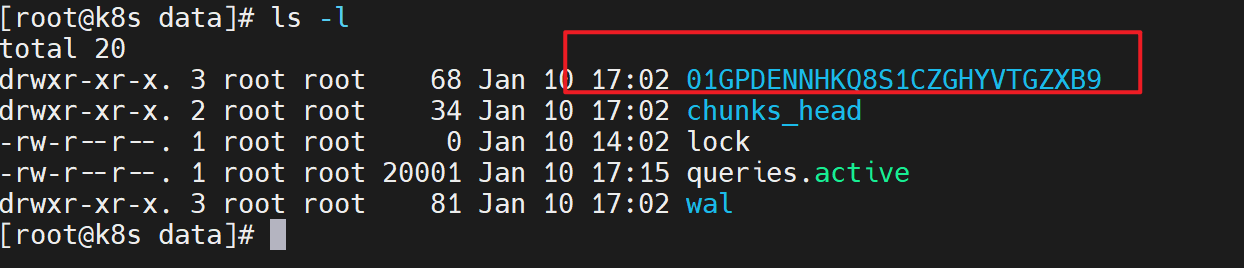 [root@k8s data]# ls -l
total 20
drwxr-xr-x. 3 root root    68 Jan 10 17:02 01GPDENNHKQ8S1CZGHYVTGZXB9
drwxr-xr-x. 2 root root    34 Jan 10 17:02 chunks_head
-rw-r--r--. 1 root root     0 Jan 10 14:02 lock
-rw-r--r--. 1 root root 20001 Jan 10 17:15 queries.active
drwxr-xr-x. 3 root root    81 Jan 10 17:02 wal
[root@k8s data]#